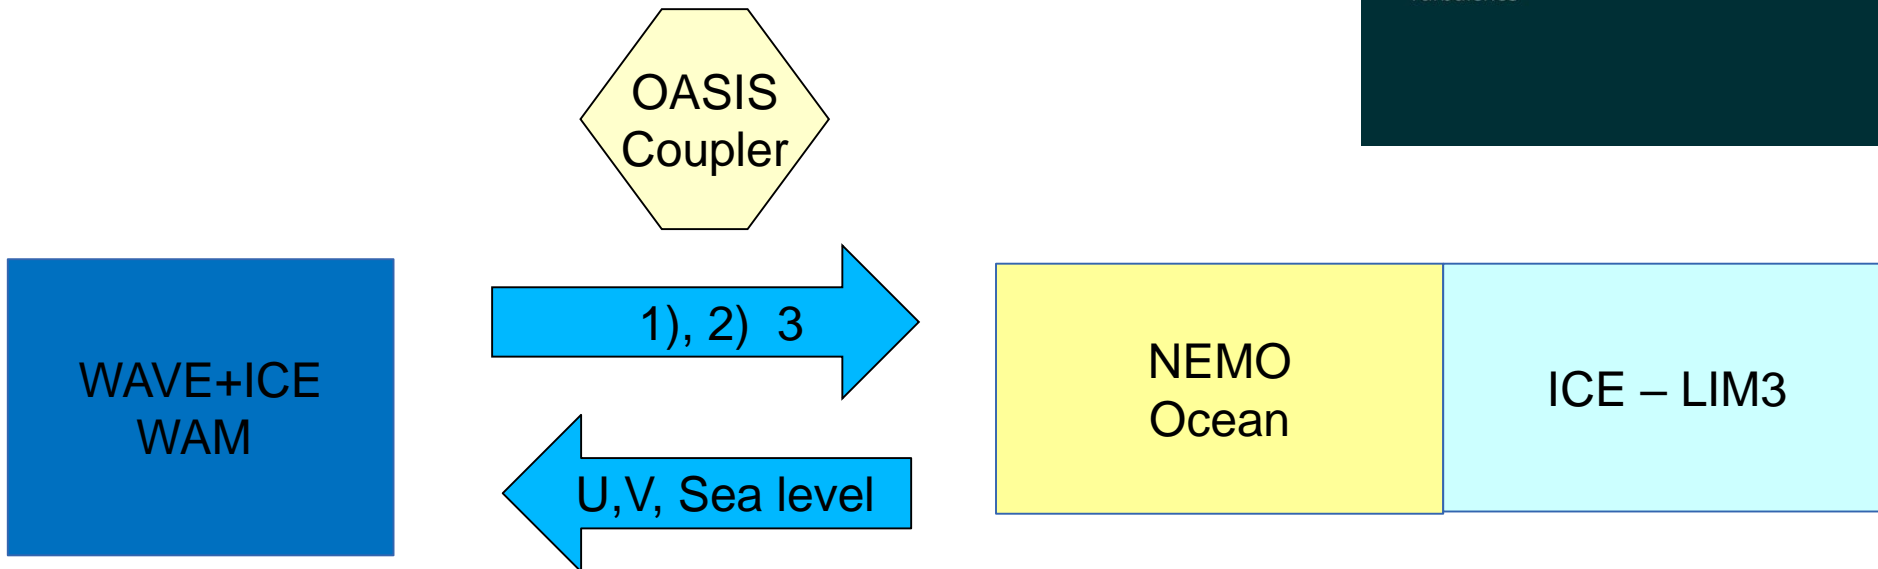 OASIS
Coupler
1), 2)  3
WAVE+ICE
WAM
NEMO
Ocean
ICE – LIM3
U,V, Sea level